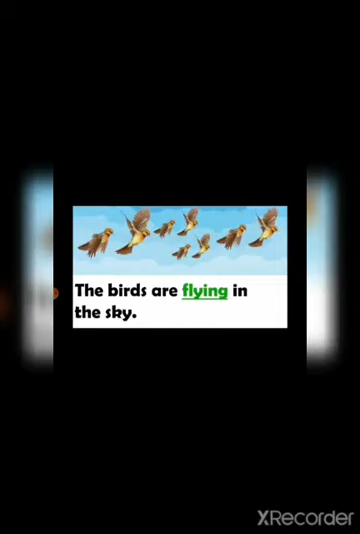 The birds are flying in
the sky.
XRecorder